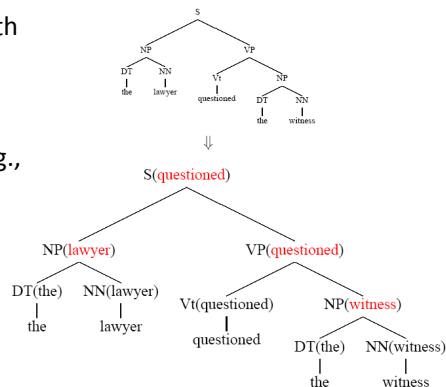 th
S
NP VP
DT NN Vt NP
the lawyer questioned DT NN
the witness
⇓
g.,
S(questioned)
NP(lawyer) VP(questioned)
DT(the) NN(lawyer) Vt(questioned) NP(witness)
the lawyer questioned DT(the) NN(witness)
the witness